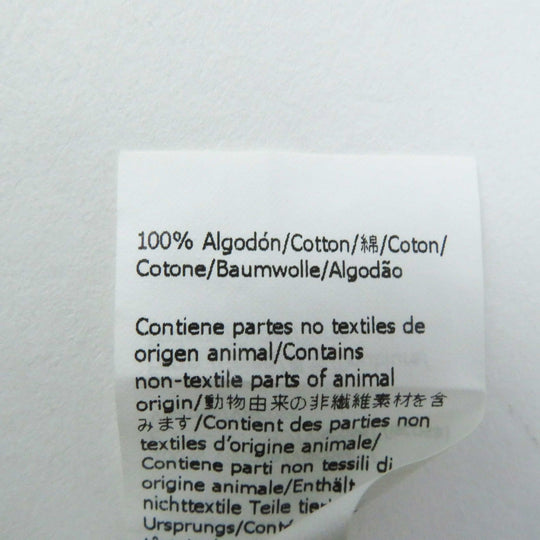 100% Algodón/Cotton/綿/Coton/
Cotone/Baumwolle/Algodão
Contiene partes no textiles de
origen animal/Contains
non-textile parts of animal
origin/動物由来の非繊維素材を含
みます/Contient des parties non
textiles d'origine animale/
Contiene parti non tessili di
origine animale/Enthält
nichttextile Teile
Ursprungs/